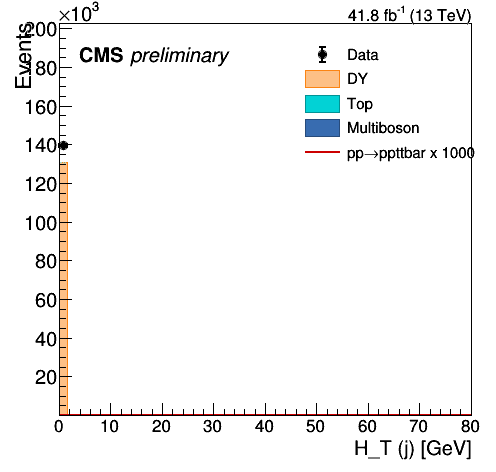 ×10³
41.8 fb⁻¹ (13 TeV)
Events
CMS preliminary
Data
DY
Top
Multiboson
pp→ppttbar x 1000
200
180
160
140
120
100
80
60
40
20
0 10 20 30 40 50 60 70 80
H_T (j) [GeV]